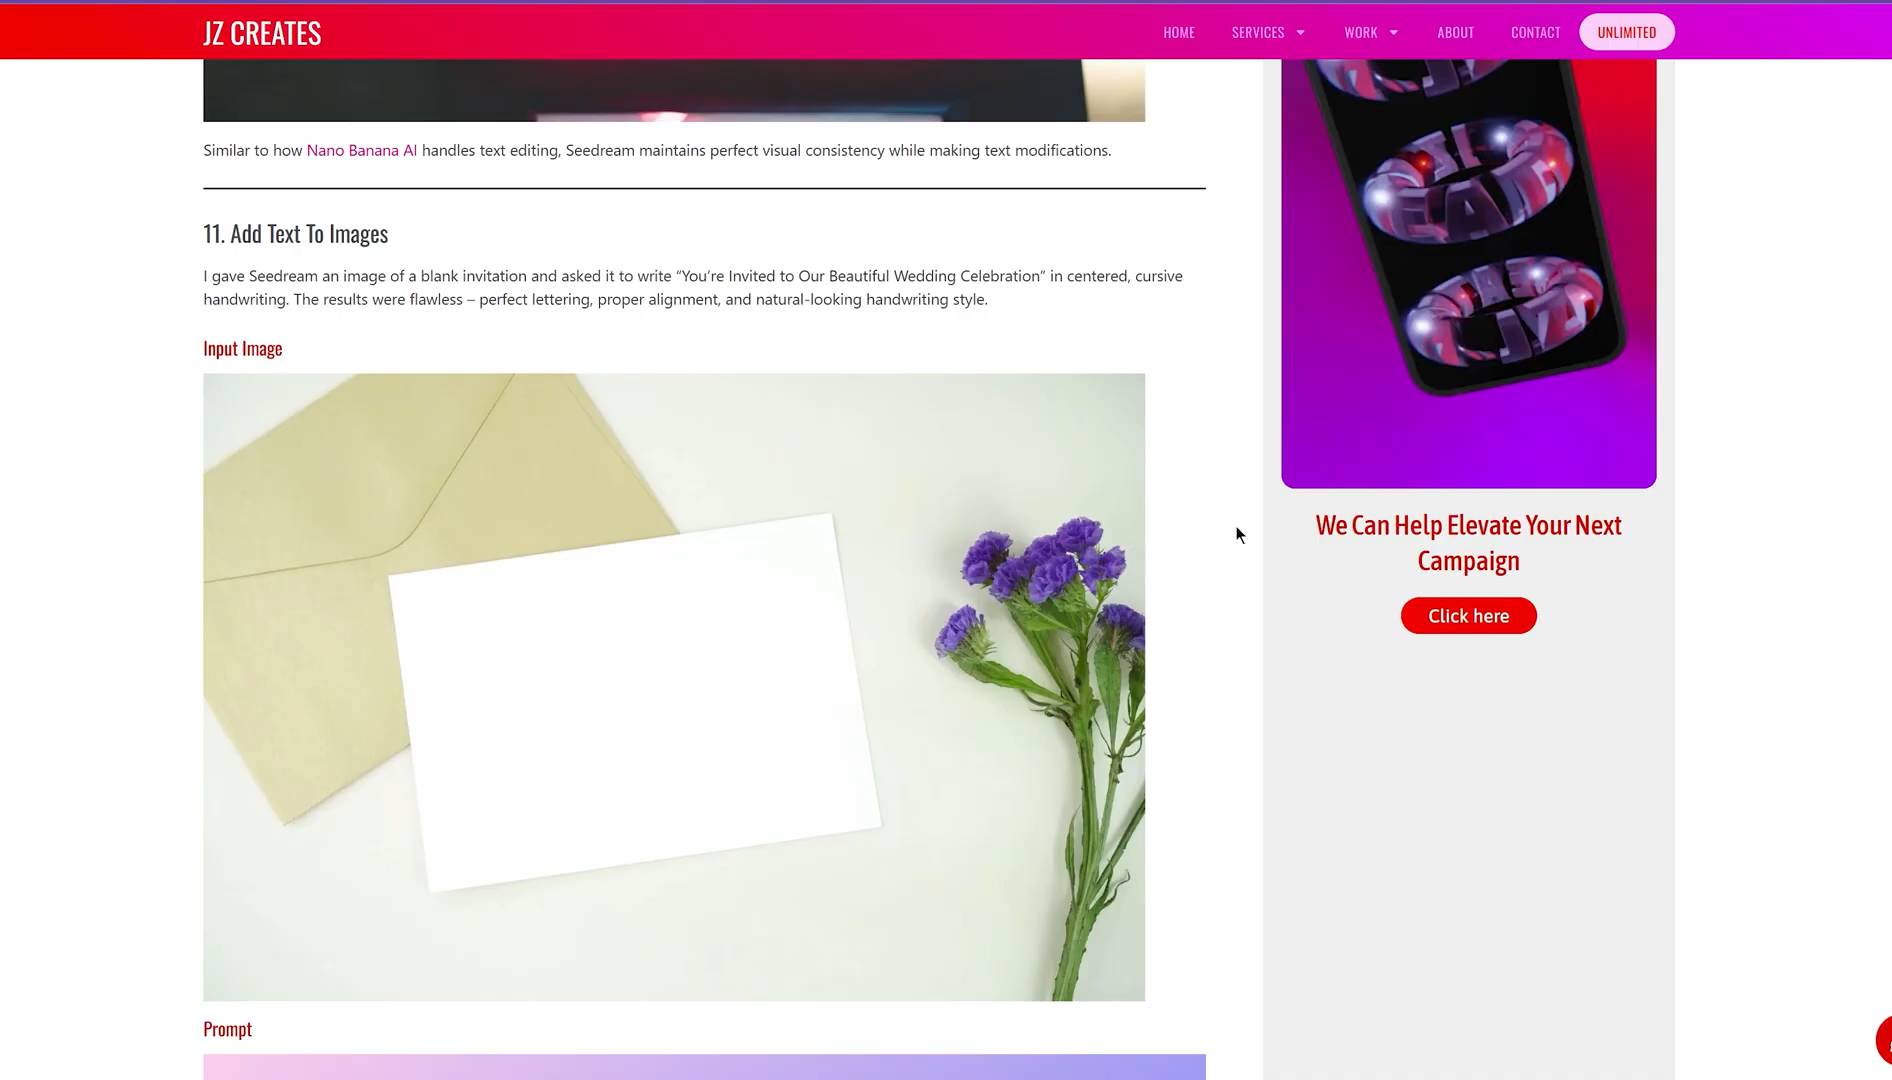 JZ CREATES
HOME
SERVICES
WORK
ABOUT
CONTACT
UNLIMITED
Similar to how Nano Banana AI handles text editing, Seedream maintains perfect visual consistency while making text modifications.
11. Add Text To Images
I gave Seedream an image of a blank invitation and asked it to write “You’re Invited to Our Beautiful Wedding Celebration” in centered, cursive
handwriting. The results were flawless – perfect lettering, proper alignment, and natural-looking handwriting style.
Input Image
Prompt
We Can Help Elevate Your Next
Campaign
Click here